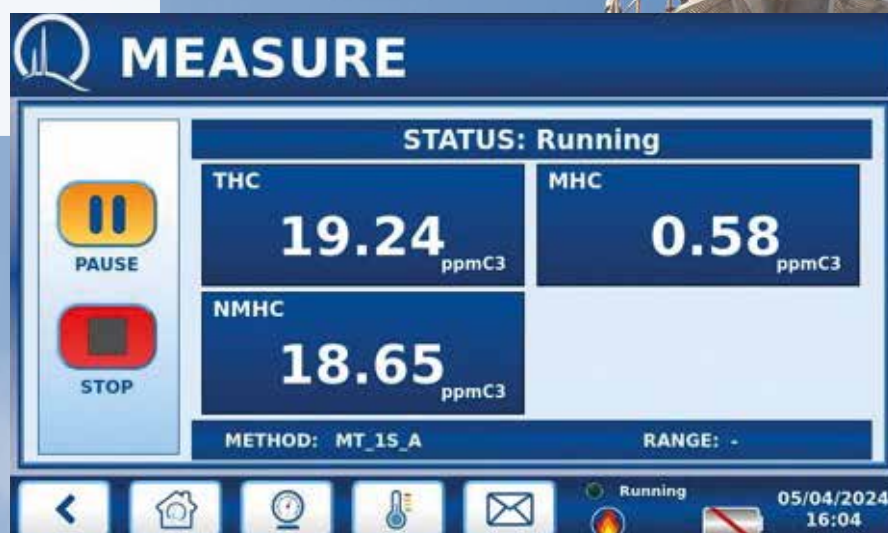 MEASURE
STATUS: Running
THC
19.24 ppmC3
MHC
0.58 ppmC3
PAUSE
NMHC
18.65 ppmC3
STOP
METHOD: MT_1S_A
RANGE: -
Running
05/04/2024
16:04